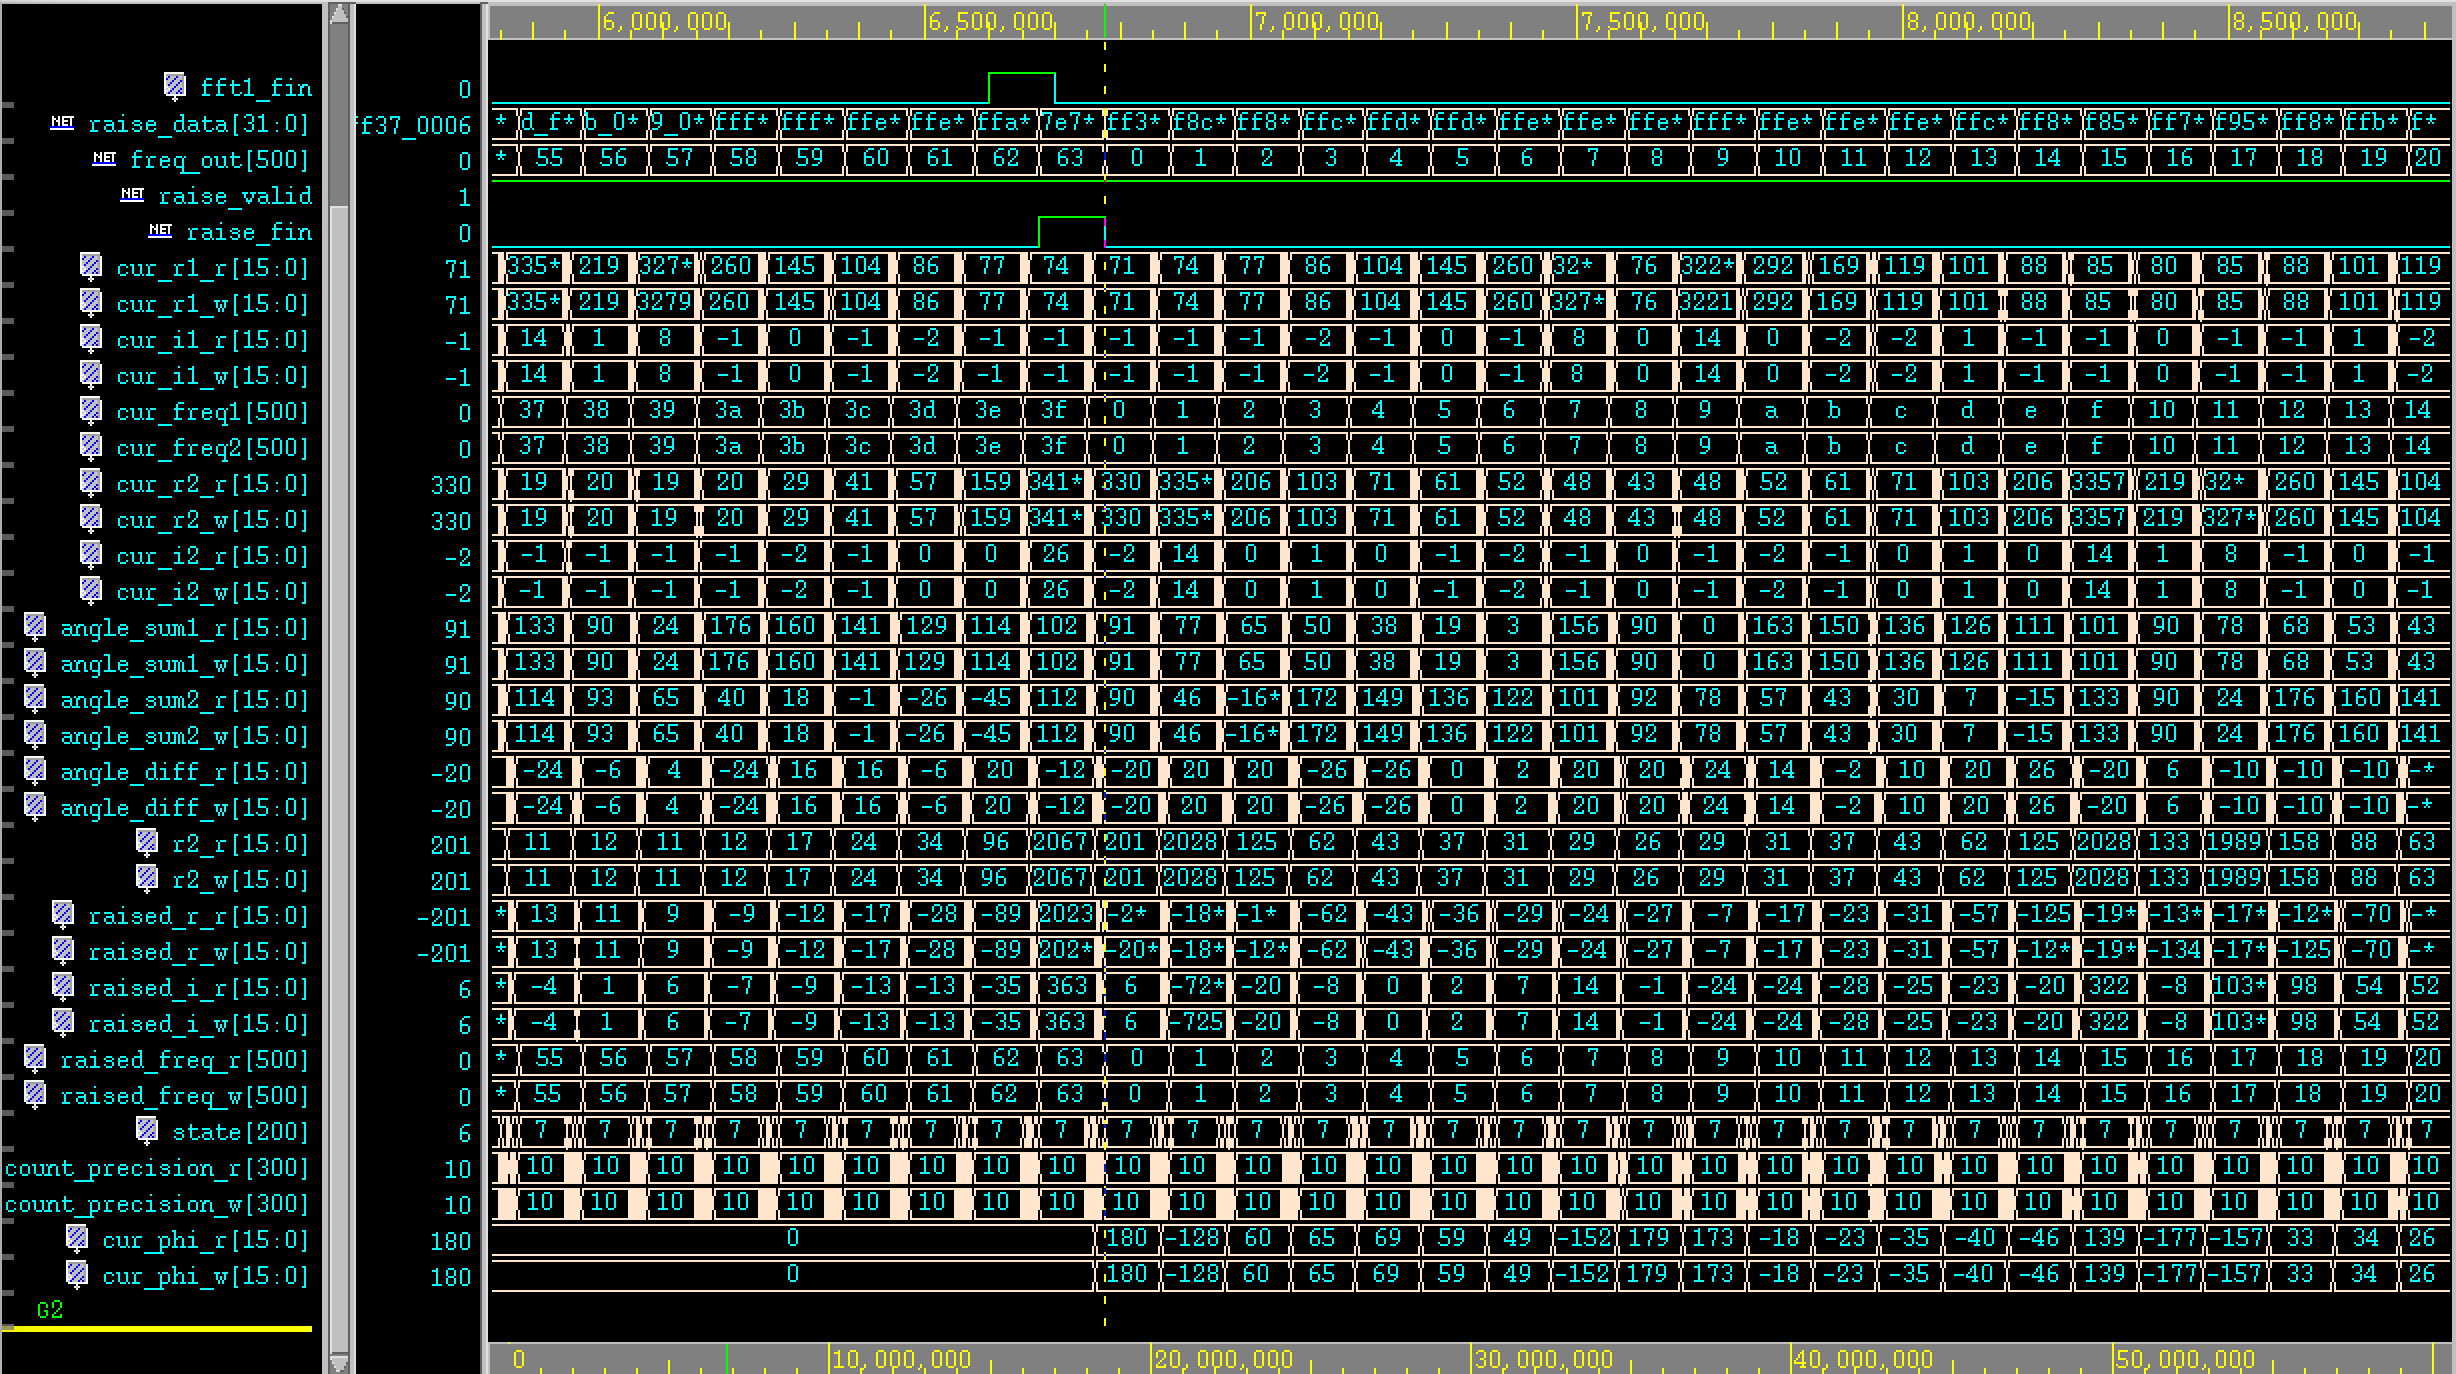 6,000,000 6,500,000 7,000,000 7,500,000 8,000,000 8,500,000
fft1_fin 0
NET raise_data[31:0] f37_0006 * d_f* b_0* 9_0* fff* fff* ffe* ffe* ffa* 7e7* ff3* f8c* ff8* ffc* ffd* ffd* ffe* ffe* ffe* fff* ffe* ffe* ffe* ffc* ff8* f85* ff7* f95* ff8* ffb* f*
NET freq_out[500] 0 * 55 56 57 58 59 60 61 62 63 0 1 2 3 4 5 6 7 8 9 10 11 12 13 14 15 16 17 18 19 20
NET raise_valid 1
NET raise_fin 0
cur_r1_r[15:0] 71 335* 219 327* 260 145 104 86 77 74 71 74 77 86 104 145 260 32* 76 322* 292 169 119 101 88 85 80 85 88 101 119
cur_r1_w[15:0] 71 335* 219 3279 260 145 104 86 77 74 71 74 77 86 104 145 260 327* 76 3221 292 169 119 101 88 85 80 85 88 101 119
cur_i1_r[15:0] -1 14 1 8 -1 0 -1 -2 -1 -1 -1 -1 -1 -2 -1 0 -1 8 0 14 0 -2 -2 1 -1 -1 0 -1 -1 1 -2
cur_i1_w[15:0] -1 14 1 8 -1 0 -1 -2 -1 -1 -1 -1 -1 -2 -1 0 -1 8 0 14 0 -2 -2 1 -1 -1 0 -1 -1 1 -2
cur_freq1[500] 0 37 38 39 3a 3b 3c 3d 3e 3f 0 1 2 3 4 5 6 7 8 9 a b c d e f 10 11 12 13 14
cur_freq2[500] 0 37 38 39 3a 3b 3c 3d 3e 3f 0 1 2 3 4 5 6 7 8 9 a b c d e f 10 11 12 13 14
cur_r2_r[15:0] 330 19 20 19 20 29 41 57 159 341* 330 335* 206 103 71 61 52 48 43 48 52 61 71 103 206 3357 219 32* 260 145 104
cur_r2_w[15:0] 330 19 20 19 20 29 41 57 159 341* 330 335* 206 103 71 61 52 48 43 48 52 61 71 103 206 3357 219 327* 260 145 104
cur_i2_r[15:0] -2 -1 -1 -1 -1 -2 -1 0 0 26 -2 14 0 1 0 -1 -2 -1 0 -1 -2 -1 0 1 0 14 1 8 -1 0 -1
cur_i2_w[15:0] -2 -1 -1 -1 -1 -2 -1 0 0 26 -2 14 0 1 0 -1 -2 -1 0 -1 -2 -1 0 1 0 14 1 8 -1 0 -1
angle_sum1_r[15:0] 91 133 90 24 176 160 141 129 114 102 91 77 65 50 38 19 3 156 90 0 163 150 136 126 111 101 90 78 68 53 43
angle_sum1_w[15:0] 91 133 90 24 176 160 141 129 114 102 91 77 65 50 38 19 3 156 90 0 163 150 136 126 111 101 90 78 68 53 43
angle_sum2_r[15:0] 90 114 93 65 40 18 -1 -26 -45 112 90 46 -16* 172 149 136 122 101 92 78 57 43 30 7 -15 133 90 24 176 160 141
angle_sum2_w[15:0] 90 114 93 65 40 18 -1 -26 -45 112 90 46 -16* 172 149 136 122 101 92 78 57 43 30 7 -15 133 90 24 176 160 141
angle_diff_r[15:0] -20 -24 -6 4 -24 16 16 -6 20 -12 -20 20 20 -26 -26 0 2 20 20 24 14 -2 10 20 26 -20 6 -10 -10 -10 -*
angle_diff_w[15:0] -20 -24 -6 4 -24 16 16 -6 20 -12 -20 20 20 -26 -26 0 2 20 20 24 14 -2 10 20 26 -20 6 -10 -10 -10 -*
r2_r[15:0] 201 11 12 11 12 17 24 34 96 2067 201 2028 125 62 43 37 31 29 26 29 31 37 43 62 125 2028 133 1989 158 88 63
r2_w[15:0] 201 11 12 11 12 17 24 34 96 2067 201 2028 125 62 43 37 31 29 26 29 31 37 43 62 125 2028 133 1989 158 88 63
raised_r_r[15:0] -201 * 13 11 9 -9 -12 -17 -28 -89 2023 -2* -18* -1* -62 -43 -36 -29 -24 -27 -7 -17 -23 -31 -57 -125 -19* -13* -17* -12* -70 -*
raised_r_w[15:0] -201 * 13 11 9 -9 -12 -17 -28 -89 202* -20* -18* -12* -62 -43 -36 -29 -24 -27 -7 -17 -23 -31 -57 -12* -19* -134 -17* -125 -70 -*
raised_i_r[15:0] 6 * -4 1 6 -7 -9 -13 -13 -35 363 6 -72* -20 -8 0 2 7 14 -1 -24 -24 -28 -25 -23 -20 322 -8 103* 98 54 52
raised_i_w[15:0] 6 * -4 1 6 -7 -9 -13 -13 -35 363 6 -725 -20 -8 0 2 7 14 -1 -24 -24 -28 -25 -23 -20 322 -8 103* 98 54 52
raised_freq_r[500] 0 * 55 56 57 58 59 60 61 62 63 0 1 2 3 4 5 6 7 8 9 10 11 12 13 14 15 16 17 18 19 20
raised_freq_w[500] 0 * 55 56 57 58 59 60 61 62 63 0 1 2 3 4 5 6 7 8 9 10 11 12 13 14 15 16 17 18 19 20
state[200] 6 7 7 7 7 7 7 7 7 7 7 7 7 7 7 7 7 7 7 7 7 7 7 7 7 7 7 7 7 7 7
count_precision_r[300] 10 10 10 10 10 10 10 10 10 10 10 10 10 10 10 10 10 10 10 10 10 10 10 10 10 10 10 10 10 10 10
count_precision_w[300] 10 10 10 10 10 10 10 10 10 10 10 10 10 10 10 10 10 10 10 10 10 10 10 10 10 10 10 10 10 10 10
cur_phi_r[15:0] 180 0 180 -128 60 65 69 59 49 -152 179 173 -18 -23 -35 -40 -46 139 -177 -157 33 34 26
cur_phi_w[15:0] 180 0 180 -128 60 65 69 59 49 -152 179 173 -18 -23 -35 -40 -46 139 -177 -157 33 34 26
G2
0 10,000,000 20,000,000 30,000,000 40,000,000 50,000,000